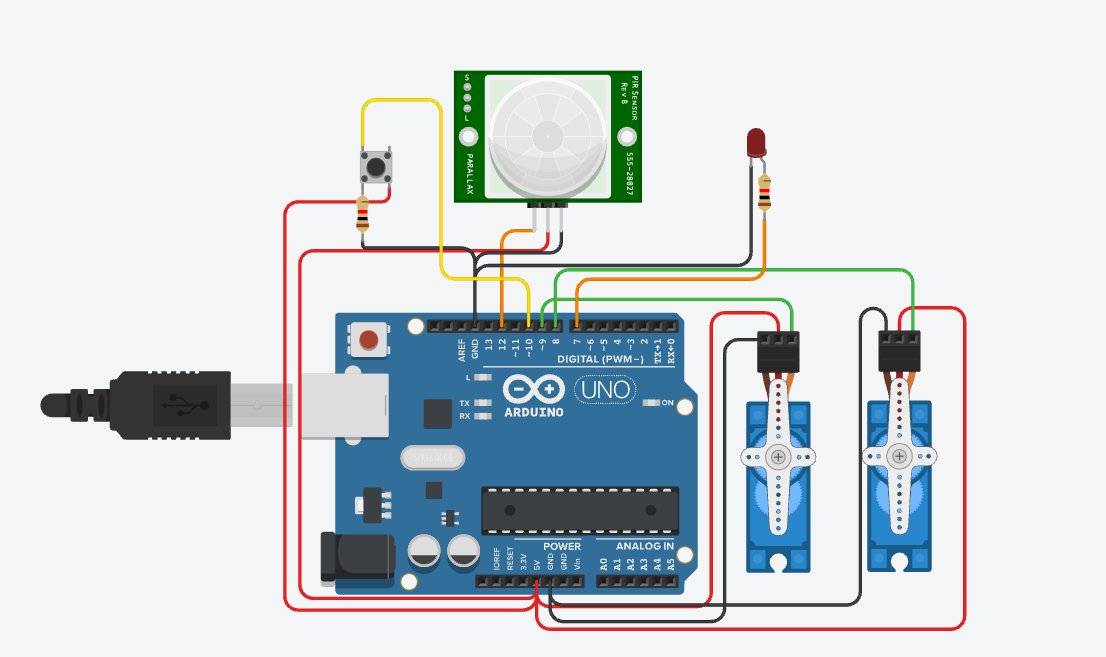 S
L
PIR SENSOR
REV B
PARALLAX
555-28027
AREF
GND
13
12
~11
~10
~9
8
7
~6
~5
4
~3
2
TX→1
RX←0
DIGITAL (PWM~)
L
TX
RX
ARDUINO
UNO
ON
POWER
ANALOG IN
IOREF
RESET
3.3V
5V
GND
GND
Vin
A0
A1
A2
A3
A4
A5